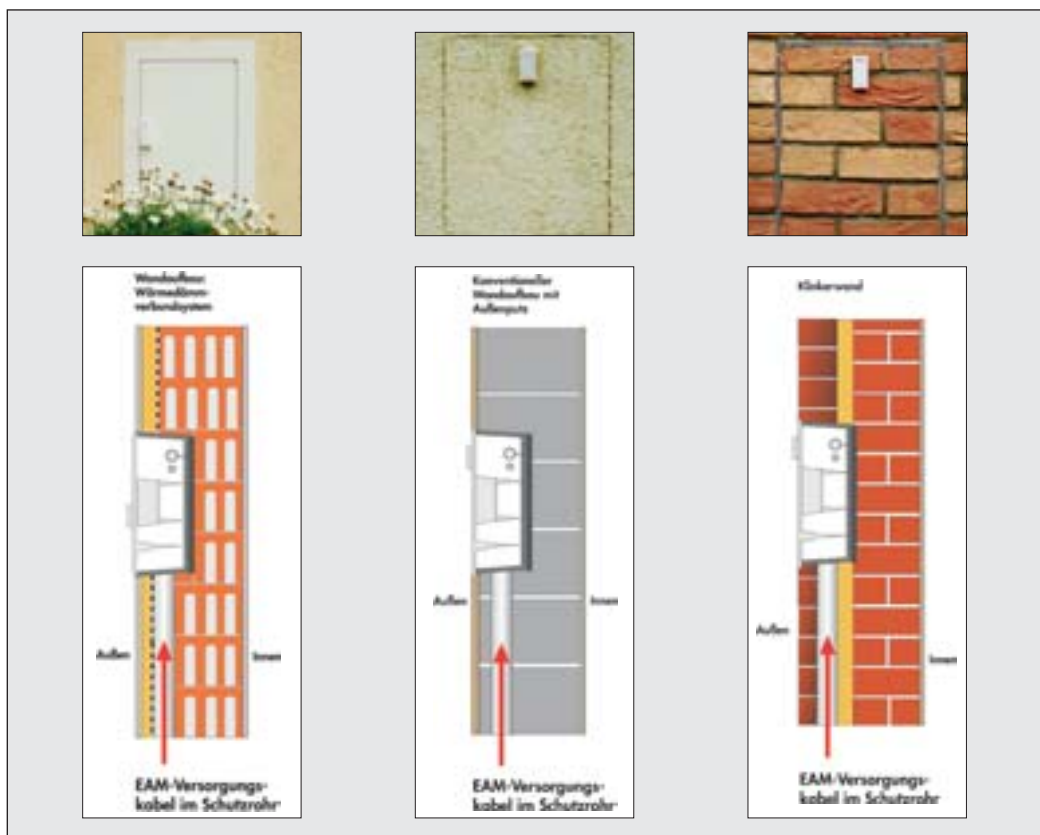 Wandaufbau:
Wärmedämm-
verbundsystem
Außen
Innen
EAM-Versorgungs-
kabel im Schutzrohr
Konventioneller
Wandaufbau mit
Außenputz
Außen
Innen
EAM-Versorgungs-
kabel im Schutzrohr
Klinkerwand
Außen
Innen
EAM-Versorgungs-
kabel im Schutzrohr